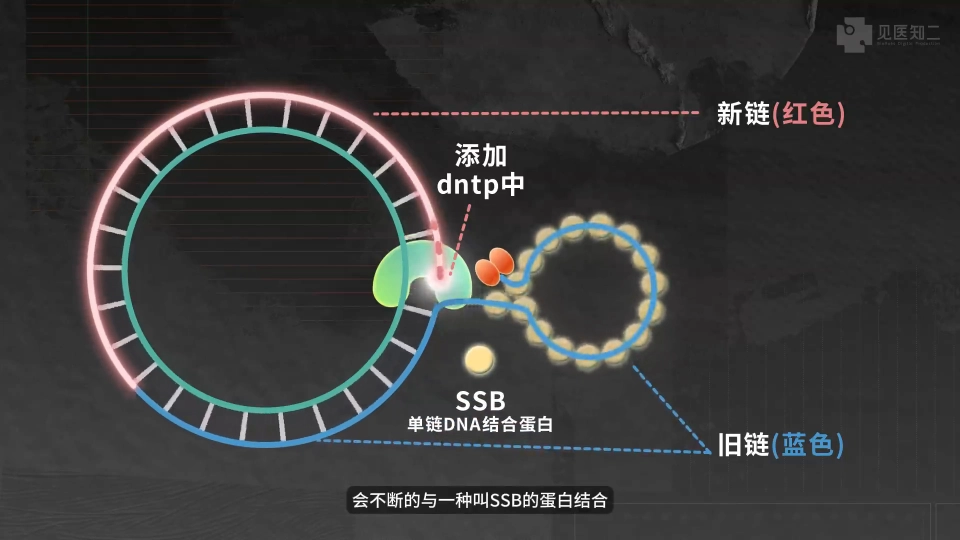 见医知二
新链(红色)
添加
dntp中
SSB
单链DNA结合蛋白
旧链(蓝色)
会不断的与一种叫SSB的蛋白结合